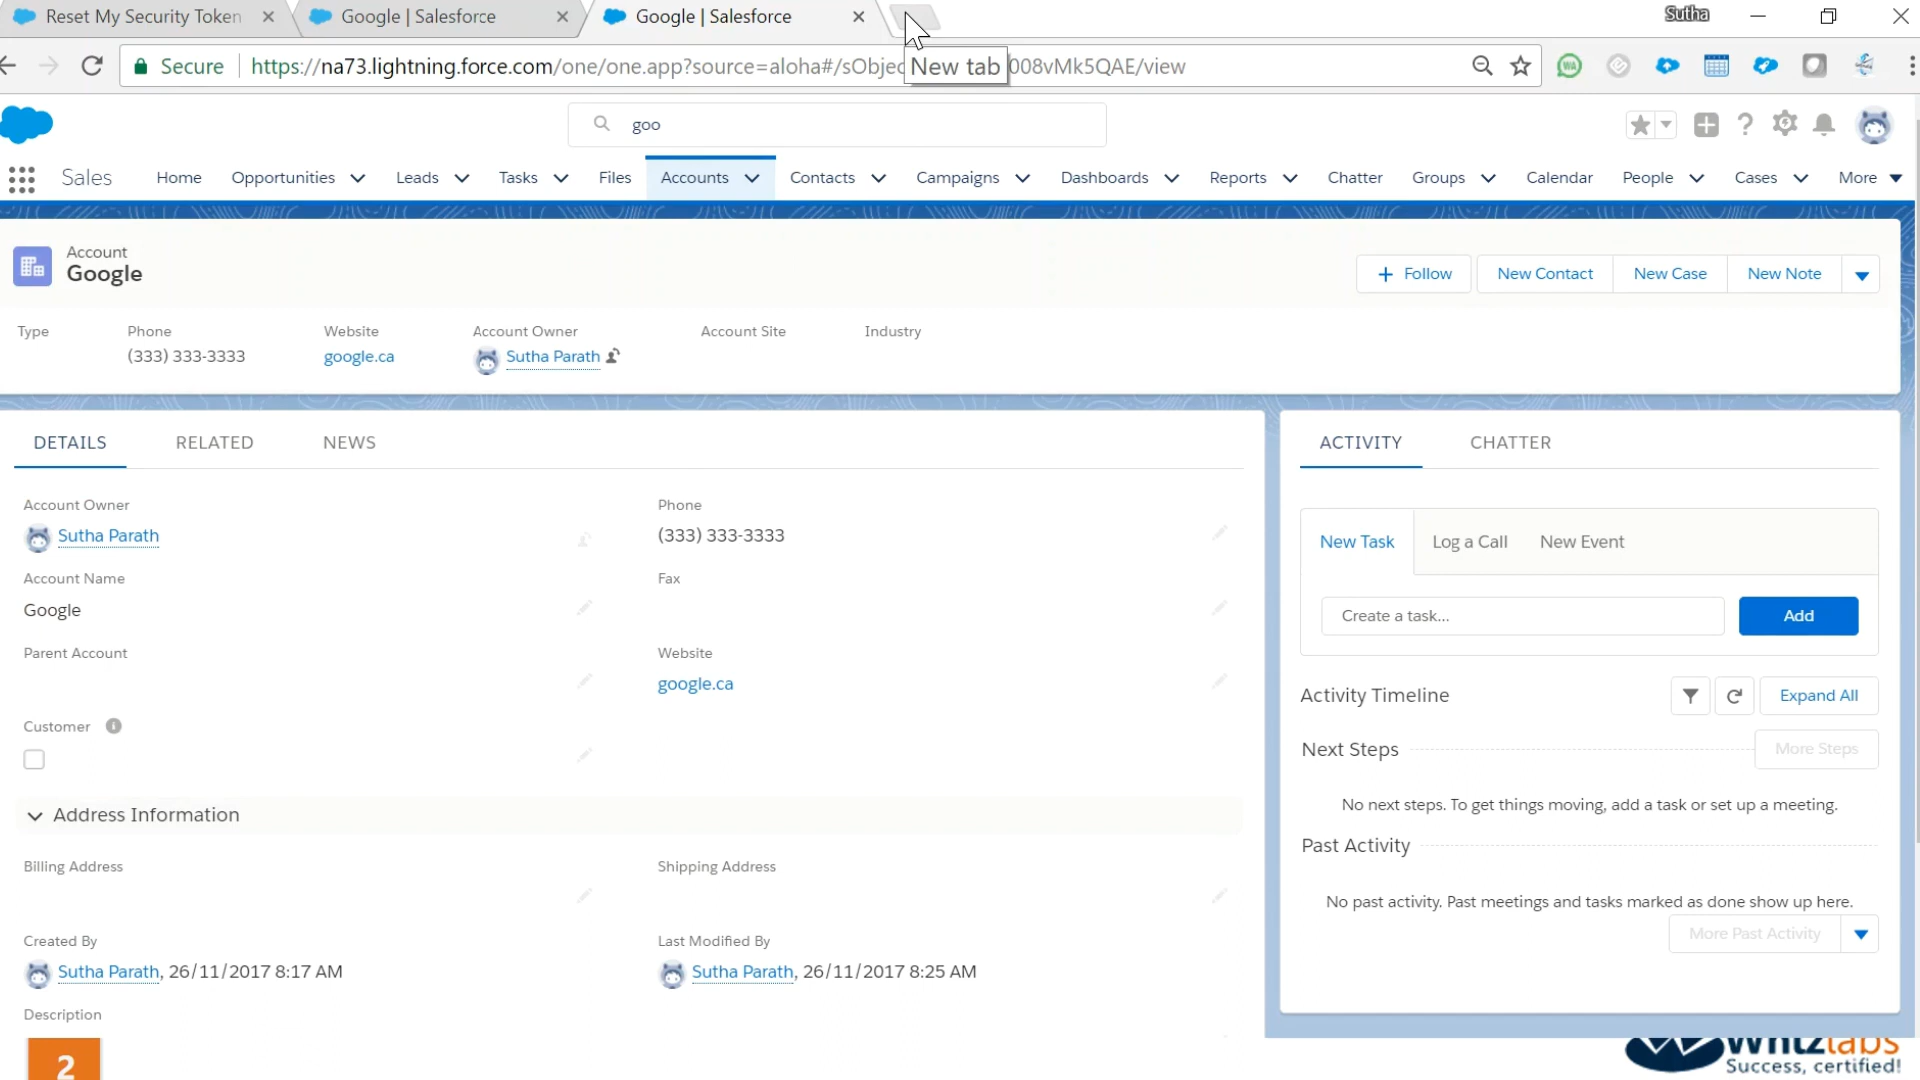 Reset My Security Token
Google | Salesforce
Google | Salesforce
Sutha
Secure
https://na73.lightning.force.com/one/one.app?source=aloha#/sObjec
New tab
008vMk5QAE/view
goo
Sales
Home
Opportunities
Leads
Tasks
Files
Accounts
Contacts
Campaigns
Dashboards
Reports
Chatter
Groups
Calendar
People
Cases
More
Account
Google
Follow
New Contact
New Case
New Note
Type
Phone
Website
Account Owner
Account Site
Industry
(333) 333-3333
google.ca
Sutha Parath
DETAILS
RELATED
NEWS
Account Owner
Sutha Parath
Phone
(333) 333-3333
Account Name
Google
Fax
Parent Account
Website
google.ca
Customer
Address Information
Billing Address
Shipping Address
Created By
Sutha Parath, 26/11/2017 8:17 AM
Last Modified By
Sutha Parath, 26/11/2017 8:25 AM
Description
2
ACTIVITY
CHATTER
New Task
Log a Call
New Event
Create a task...
Add
Activity Timeline
Expand All
Next Steps
More Steps
No next steps. To get things moving, add a task or set up a meeting.
Past Activity
No past activity. Past meetings and tasks marked as done show up here.
More Past Activity
Whizlabs
Success, certified!